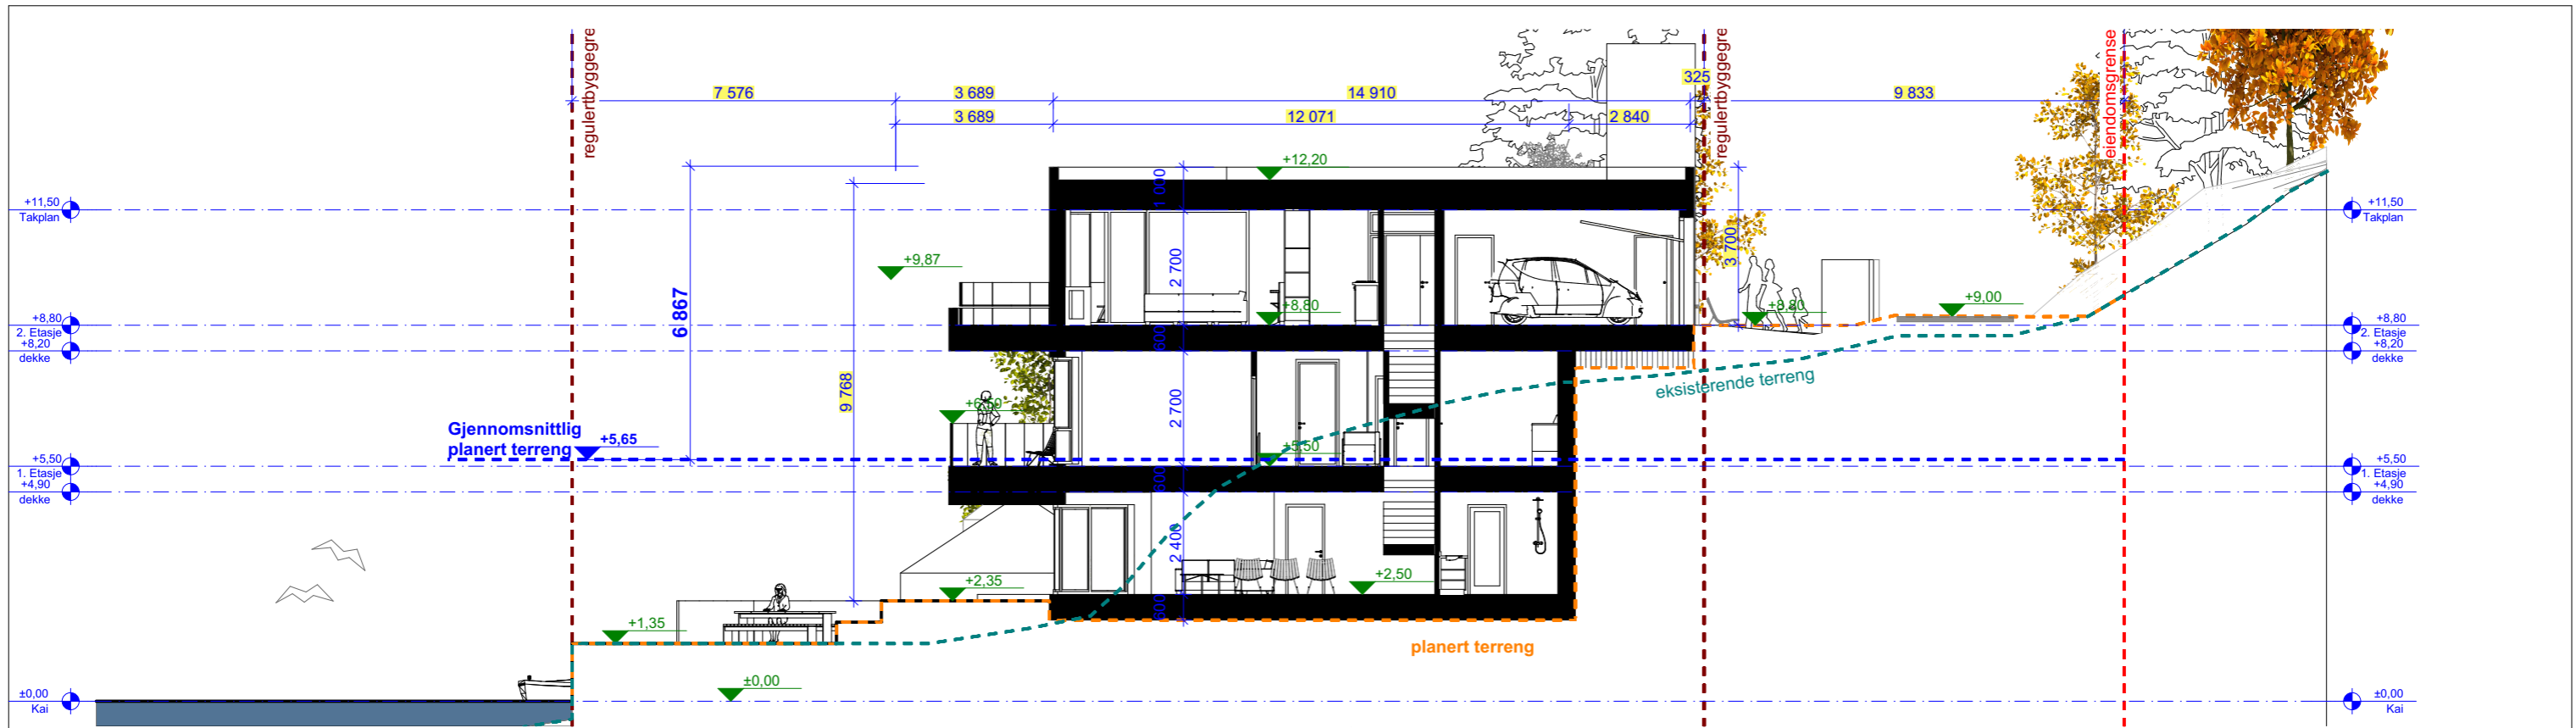 regulertbyggegre
regulertbyggegre
eiendomsgrense
7 576
3 689
14 910
325
9 833
3 689
12 071
2 840
+12,20
1 000
+11,50
Takplan
+11,50
Takplan
3 700
2 700
+9,87
6 867
+8,80
+8,80
+9,00
+8,80
2. Etasje
+8,20
dekke
600
+8,80
2. Etasje
+8,20
dekke
9 768
eksisterende terreng
2 700
Gjennomsnittlig
planert terreng
+5,65
+5,50
+5,50
1. Etasje
+4,90
dekke
600
+5,50
1. Etasje
+4,90
dekke
2 400
+2,35
+2,50
600
+1,35
planert terreng
±0,00
±0,00
Kai
±0,00
Kai